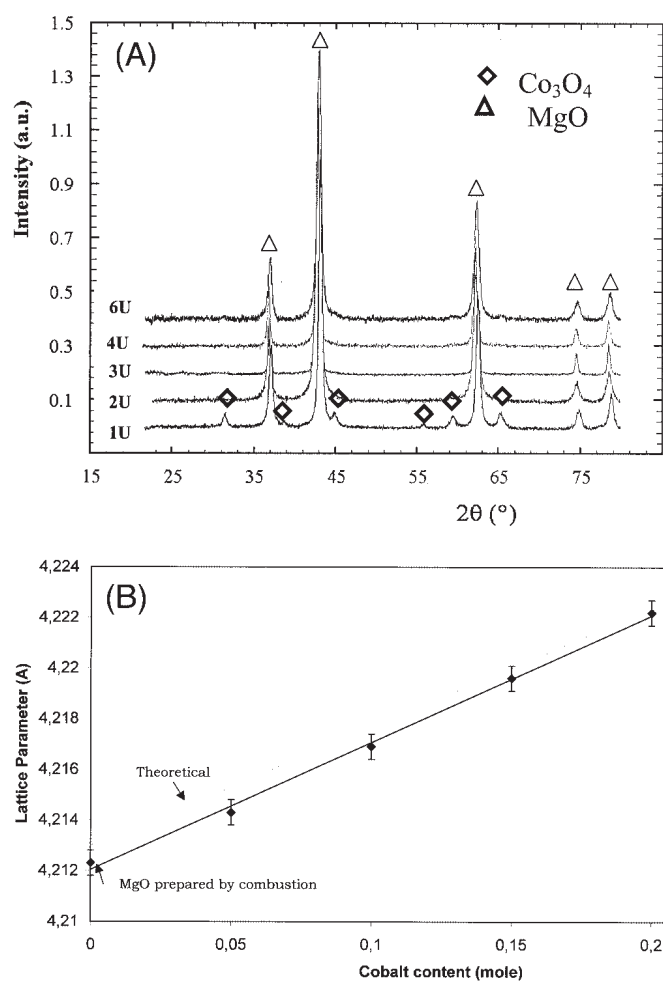 (A)
1.5
1.3
1.1
0.9
0.7
0.5
0.3
0.1
Intensity (a.u.)
Co₃O₄
MgO
6U
4U
3U
2U
1U
15 25 35 45 55 65 75
2θ (°)
(B)
4,224
4,222
4,22
4,218
4,216
4,214
4,212
4,21
Lattice Parameter (A)
Theoretical
MgO prepared by combustion
0 0,05 0,1 0,15 0,2
Cobalt content (mole)